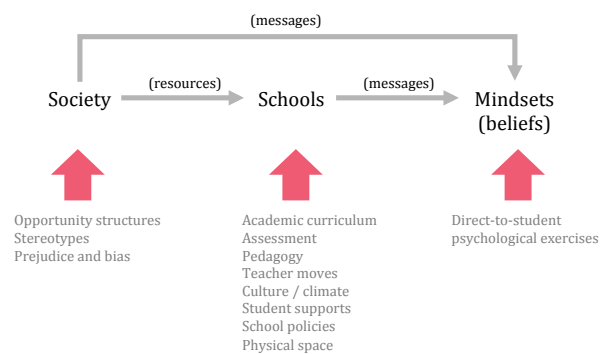 (messages)
Society
(resources)
Schools
(messages)
Mindsets
(beliefs)
Opportunity structures
Stereotypes
Prejudice and bias
Academic curriculum
Assessment
Pedagogy
Teacher moves
Culture / climate
Student supports
School policies
Physical space
Direct-to-student
psychological exercises